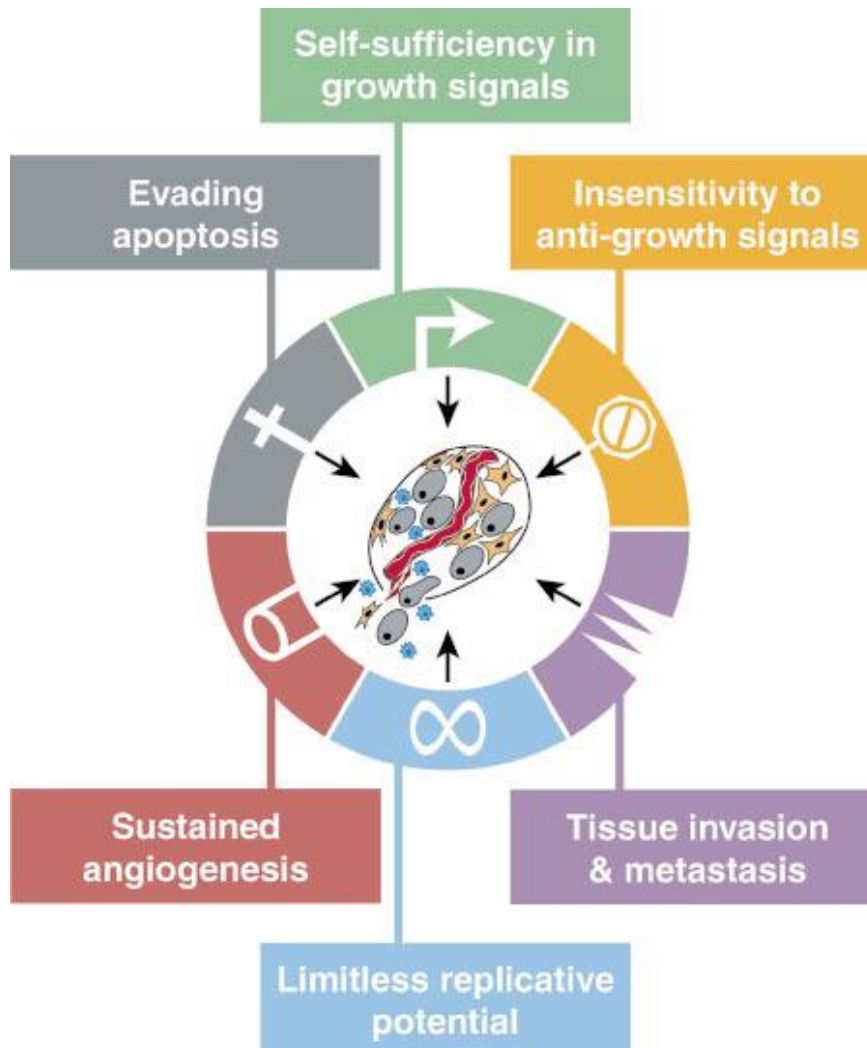 Self-sufficiency in
growth signals
Evading
apoptosis
Insensitivity to
anti-growth signals
Sustained
angiogenesis
Tissue invasion
& metastasis
Limitless replicative
potential